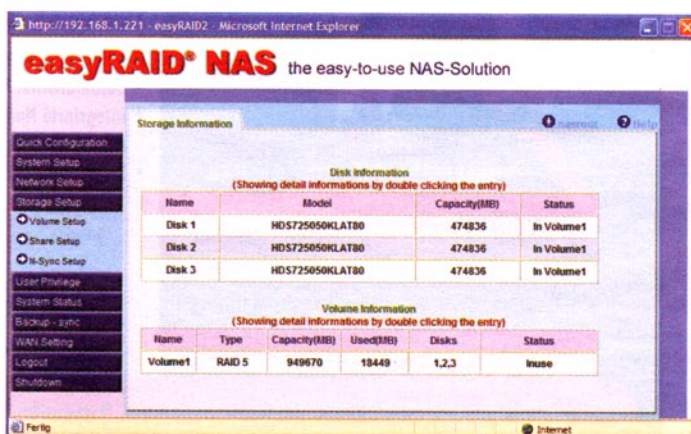 http://192.168.1.221 - easyRAID2 - Microsoft Internet Explorer
easyRAID® NAS the easy-to-use NAS-Solution
Storage Information
nasroot
Help
Quick Configuration
System Setup
Network Setup
Storage Setup
Volume Setup
Share Setup
N-Sync Setup
User Privilege
System Status
Backup - sync
WAN Setting
Logout
Shutdown
Disk Information
(Showing detail informations by double clicking the entry)
Name Model Capacity(MB) Status
Disk 1 HDS725050KLAT80 474836 In Volume1
Disk 2 HDS725050KLAT80 474836 In Volume1
Disk 3 HDS725050KLAT80 474836 In Volume1
Volume Information
(Showing detail informations by double clicking the entry)
Name Type Capacity(MB) Used(MB) Disks Status
Volume1 RAID 5 949670 18449 1,2,3 Inuse
Fertig
Internet